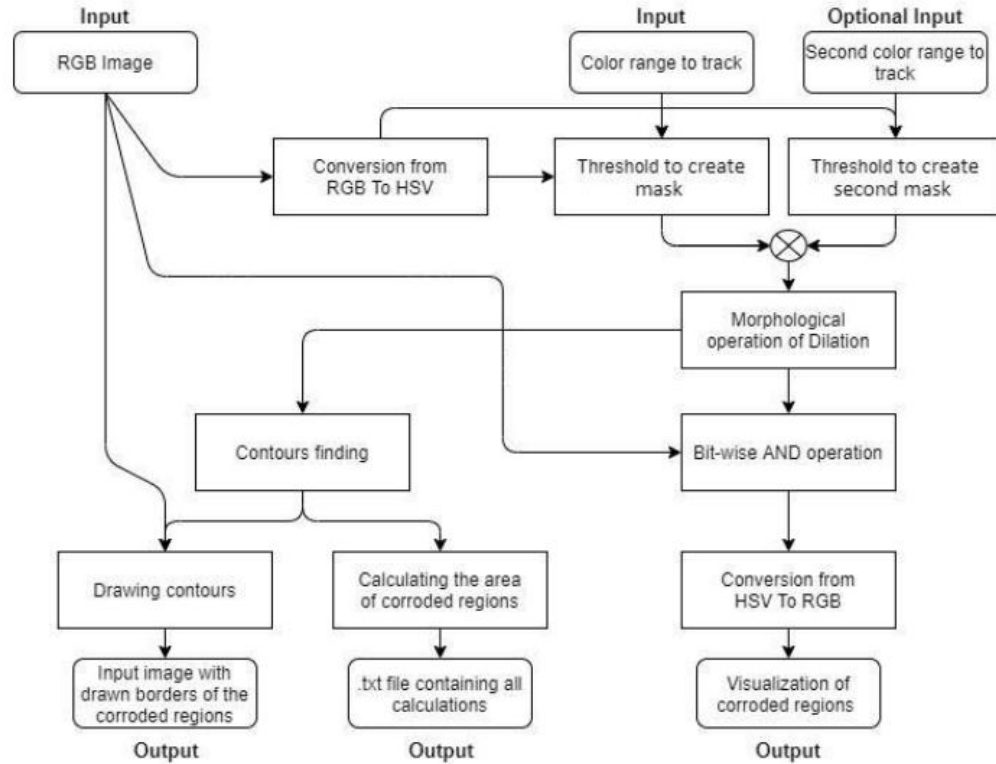 Input
Input
Optional Input
RGB Image
Color range to track
Second color range to
track
Conversion from
RGB To HSV
Threshold to create
mask
Threshold to create
second mask
Morphological
operation of Dilation
Contours finding
Bit-wise AND operation
Drawing contours
Calculating the area
of corroded regions
Conversion from
HSV To RGB
Input image with
drawn borders of the
corroded regions
.txt file containing all
calculations
Visualization of
corroded regions
Output
Output
Output